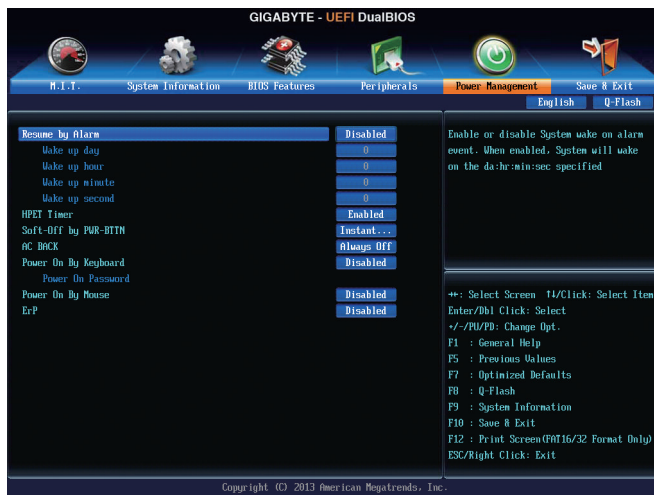 GIGABYTE - UEFI DualBIOS
M.I.T.
System Information
BIOS Features
Peripherals
Power Management
Save & Exit
English
Q-Flash
Resume by Alarm Disabled
Wake up day 0
Wake up hour 0
Wake up minute 0
Wake up second 0
HPET Timer Enabled
Soft-Off by PWR-BTTN Instant...
AC BACK Always Off
Power On By Keyboard Disabled
Power On Password
Power On By Mouse Disabled
ErP Disabled
Enable or disable System wake on alarm
event. When enabled, System will wake
on the da:hr:min:sec specified
→←: Select Screen ↑↓/Click: Select Item
Enter/Dbl Click: Select
+/-/PU/PD: Change Opt.
F1 : General Help
F5 : Previous Values
F7 : Optimized Defaults
F8 : Q-Flash
F9 : System Information
F10 : Save & Exit
F12 : Print Screen(FAT16/32 Format Only)
ESC/Right Click: Exit
Copyright (C) 2013 American Megatrends, Inc.